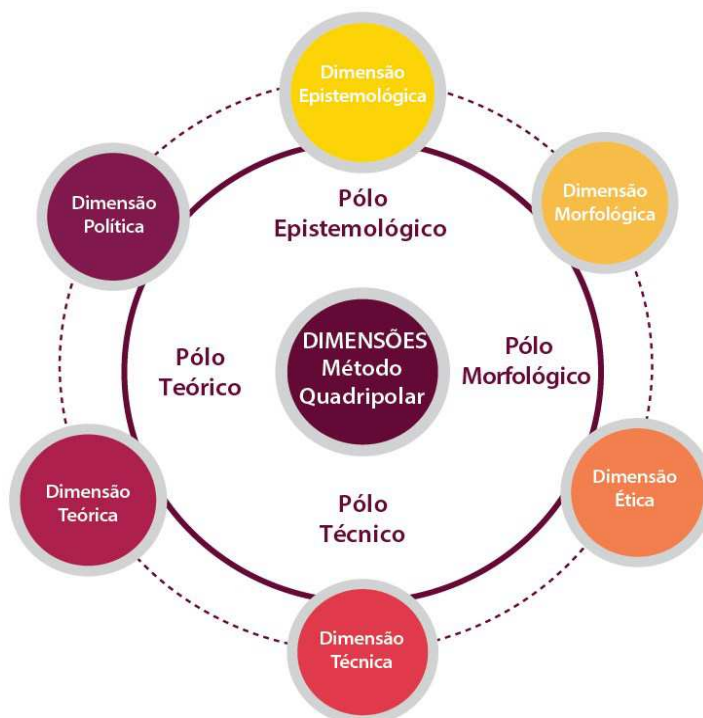 Dimensão
Epistemológica
Dimensão
Política
Dimensão
Morfológica
Pólo
Epistemológico
Pólo
Teórico
DIMENSÕES
Método
Quadripolar
Pólo
Morfológico
Dimensão
Teórica
Pólo
Técnico
Dimensão
Ética
Dimensão
Técnica